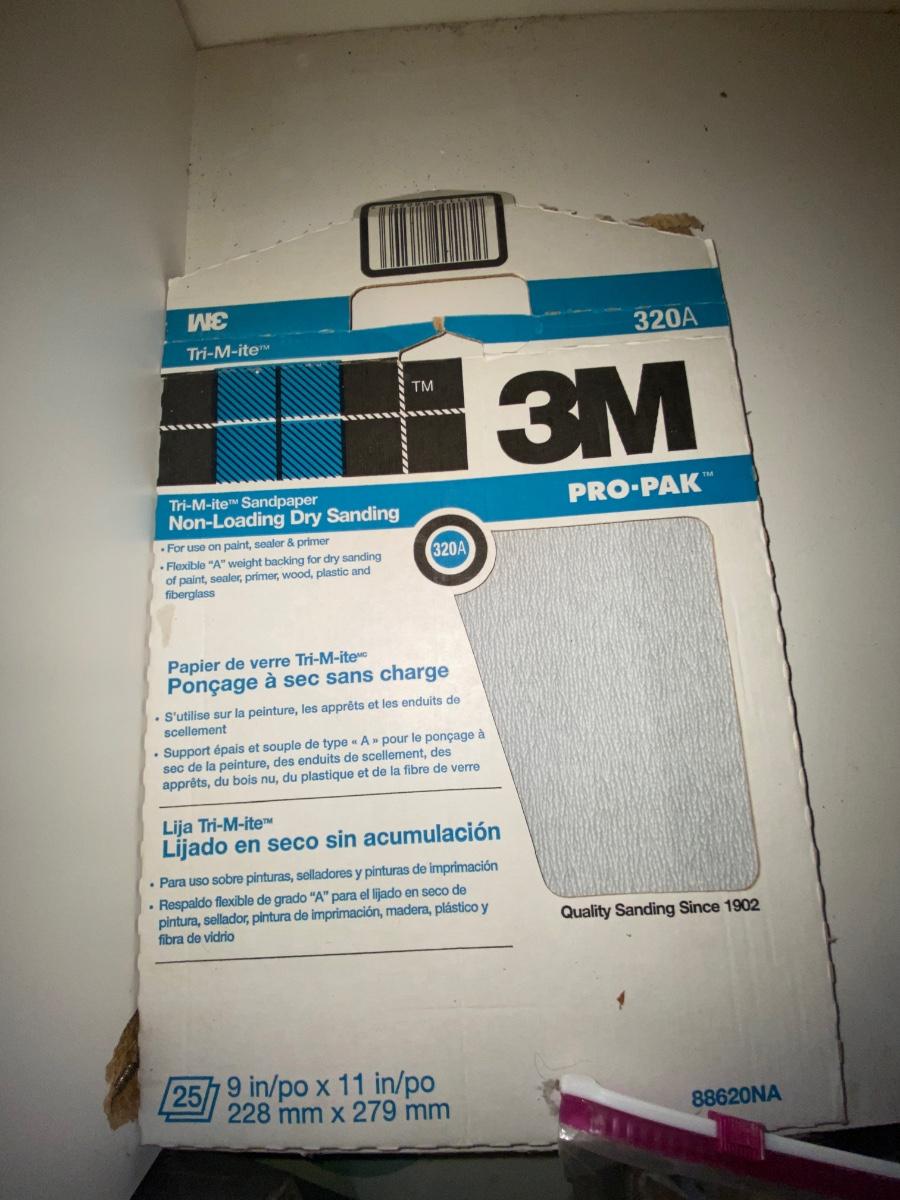 3M
320A
Tri-M-ite™
TM
3M
PRO•PAK™
Tri-M-ite™ Sandpaper
Non-Loading Dry Sanding
320A
• For use on paint, sealer & primer
• Flexible “A” weight backing for dry sanding
of paint, sealer, primer, wood, plastic and
fiberglass
Papier de verre Tri-M-iteᴹᶜ
Ponçage à sec sans charge
• S’utilise sur la peinture, les apprêts et les enduits de
scellement
• Support épais et souple de type « A » pour le ponçage à
sec de la peinture, des enduits de scellement, des
apprêts, du bois nu, du plastique et de la fibre de verre
Lija Tri-M-ite™
Lijado en seco sin acumulación
• Para uso sobre pinturas, selladores y pinturas de imprimación
• Respaldo flexible de grado “A” para el lijado en seco de
pintura, sellador, pintura de imprimación, madera, plástico y
fibra de vidrio
Quality Sanding Since 1902
25
9 in/po x 11 in/po
228 mm x 279 mm
88620NA